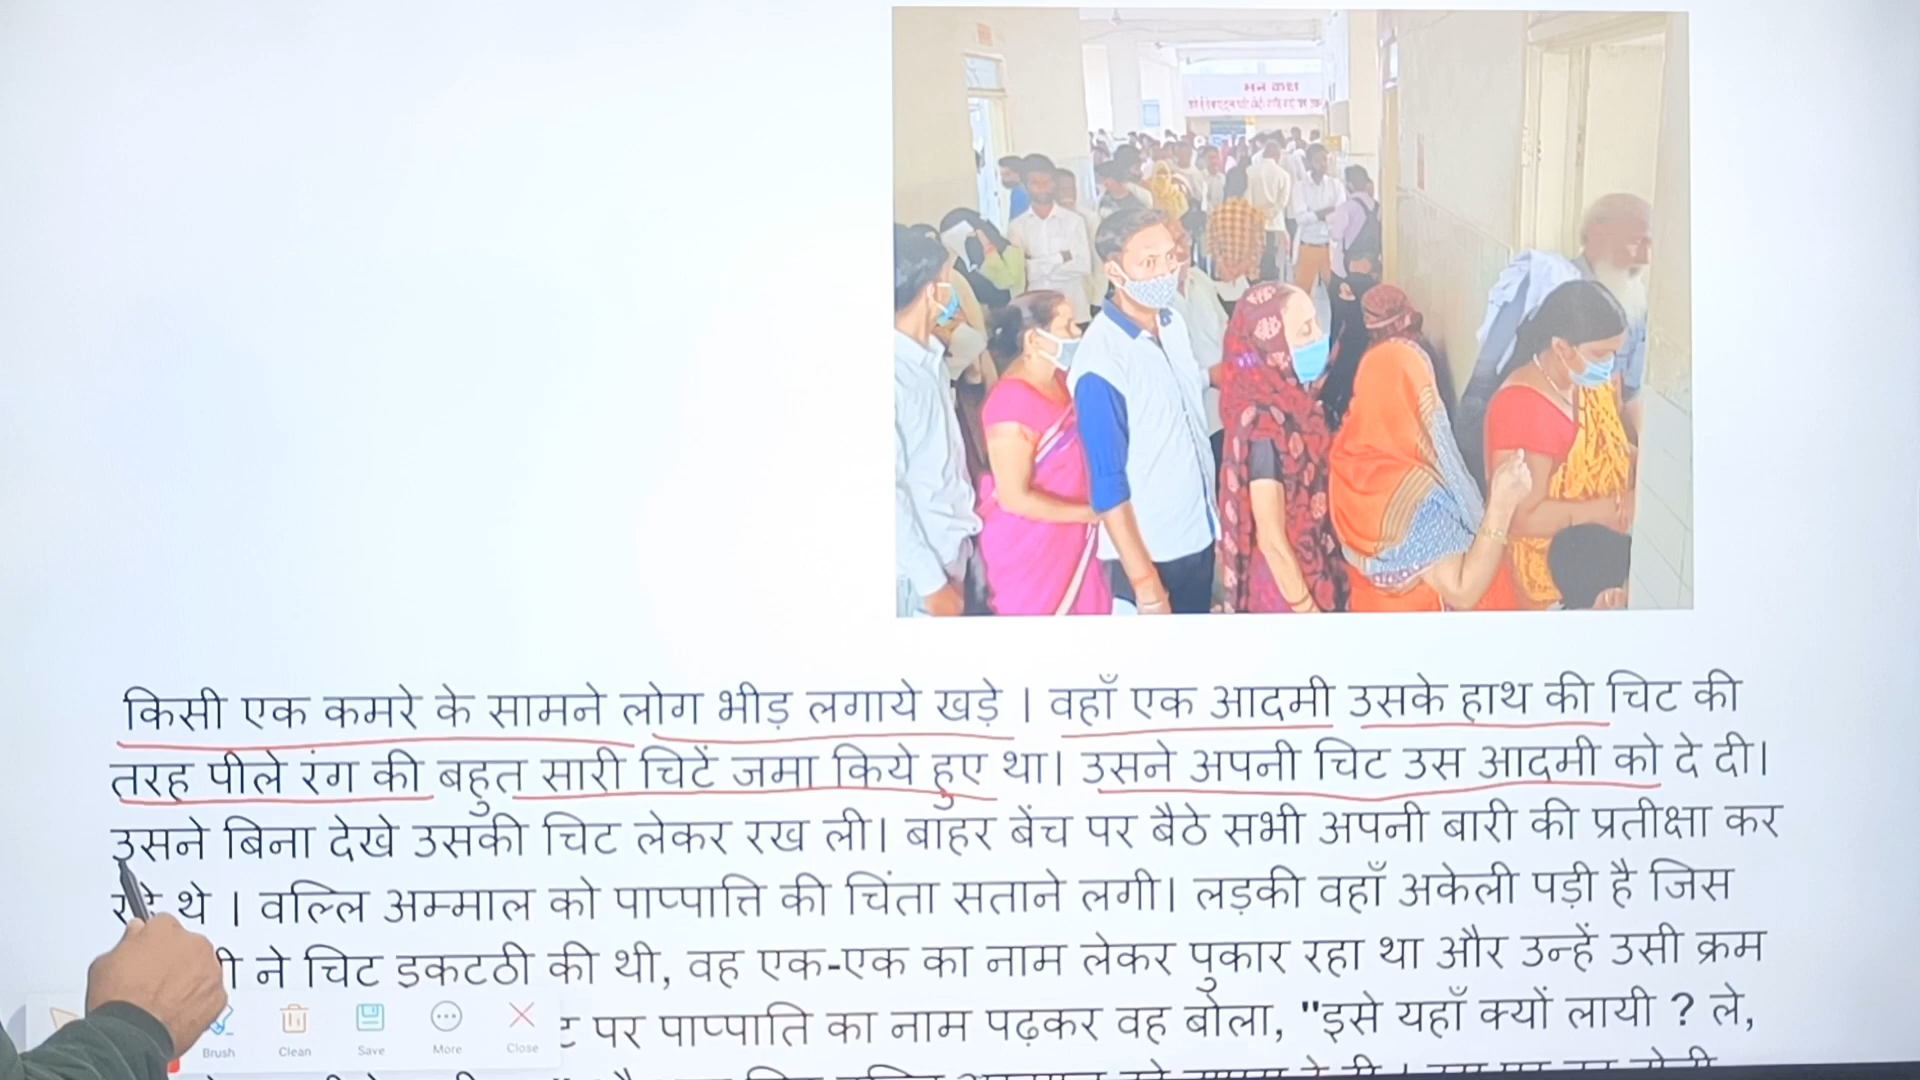 किसी एक कमरे के सामने लोग भीड़ लगाये खड़े । वहाँ एक आदमी उसके हाथ की चिट की
तरह पीले रंग की बहुत सारी चिटें जमा किये हुए था। उसने अपनी चिट उस आदमी को दे दी।
उसने बिना देखे उसकी चिट लेकर रख ली। बाहर बेंच पर बैठे सभी अपनी बारी की प्रतीक्षा कर
थे । वल्लि अम्माल को पाप्पात्ति की चिंता सताने लगी। लड़की वहाँ अकेली पड़ी है जिस
ने चिट इकटठी की थी, वह एक-एक का नाम लेकर पुकार रहा था और उन्हें उसी क्रम
पर पाप्पाति का नाम पढ़कर वह बोला, "इसे यहाँ क्यों लायी ? ले,
Brush Clean Save More Close